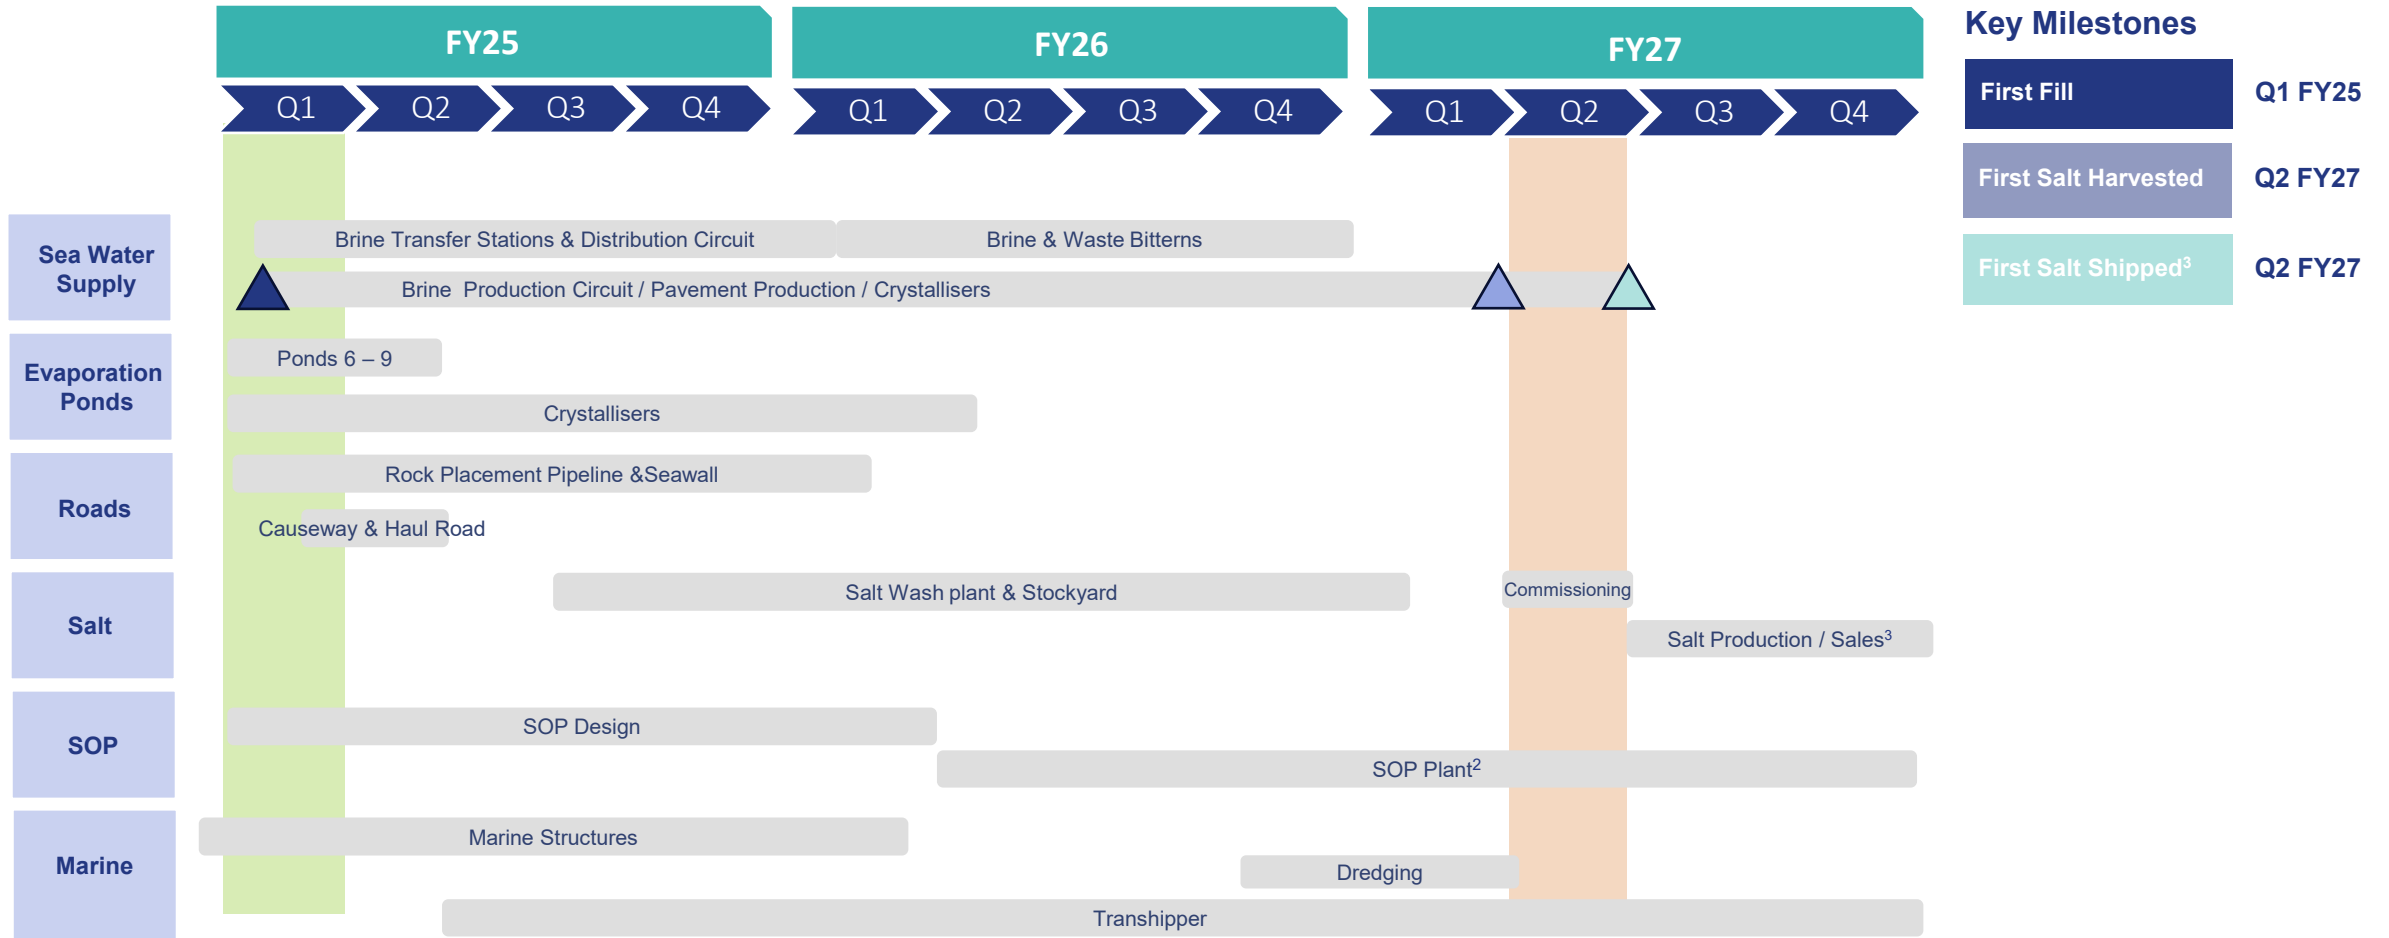 FY25
FY26
FY27
Key Milestones
Q1
Q2
Q3
Q4
Q1
Q2
Q3
Q4
Q1
Q2
Q3
Q4
First Fill
Q1 FY25
First Salt Harvested
Q2 FY27
First Salt Shipped³
Q2 FY27
Sea Water
Supply
Brine Transfer Stations & Distribution Circuit
Brine & Waste Bitterns
Brine Production Circuit / Pavement Production / Crystallisers
Evaporation
Ponds
Ponds 6 – 9
Crystallisers
Roads
Rock Placement Pipeline &Seawall
Causeway & Haul Road
Salt
Salt Wash plant & Stockyard
Commissioning
Salt Production / Sales³
SOP
SOP Design
SOP Plant²
Marine
Marine Structures
Dredging
Transhipper